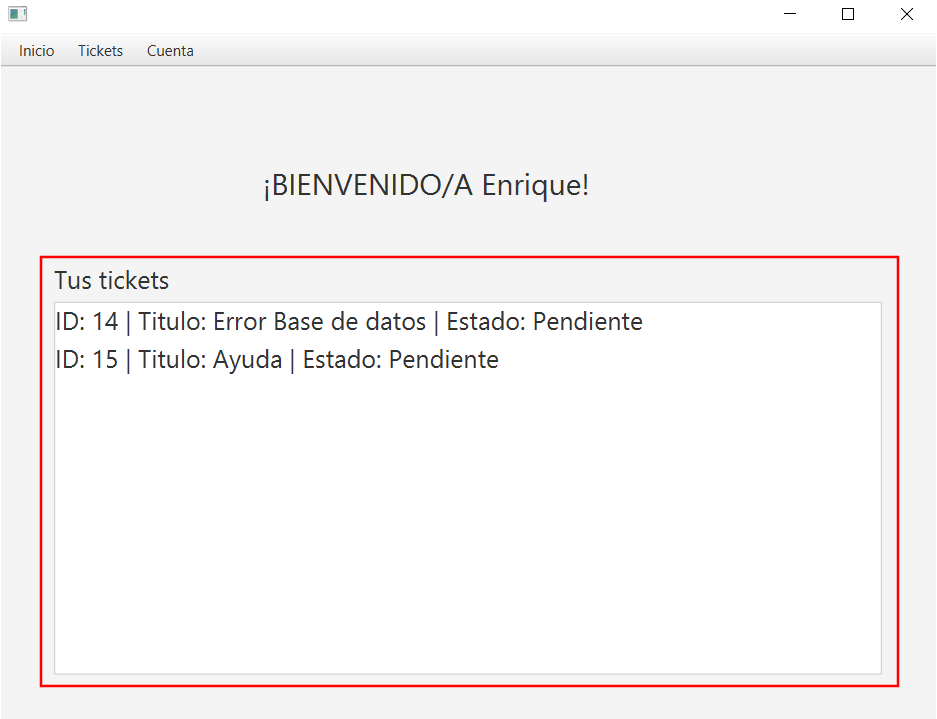 Inicio Tickets Cuenta
¡BIENVENIDO/A Enrique!
Tus tickets
ID: 14 | Titulo: Error Base de datos | Estado: Pendiente
ID: 15 | Titulo: Ayuda | Estado: Pendiente